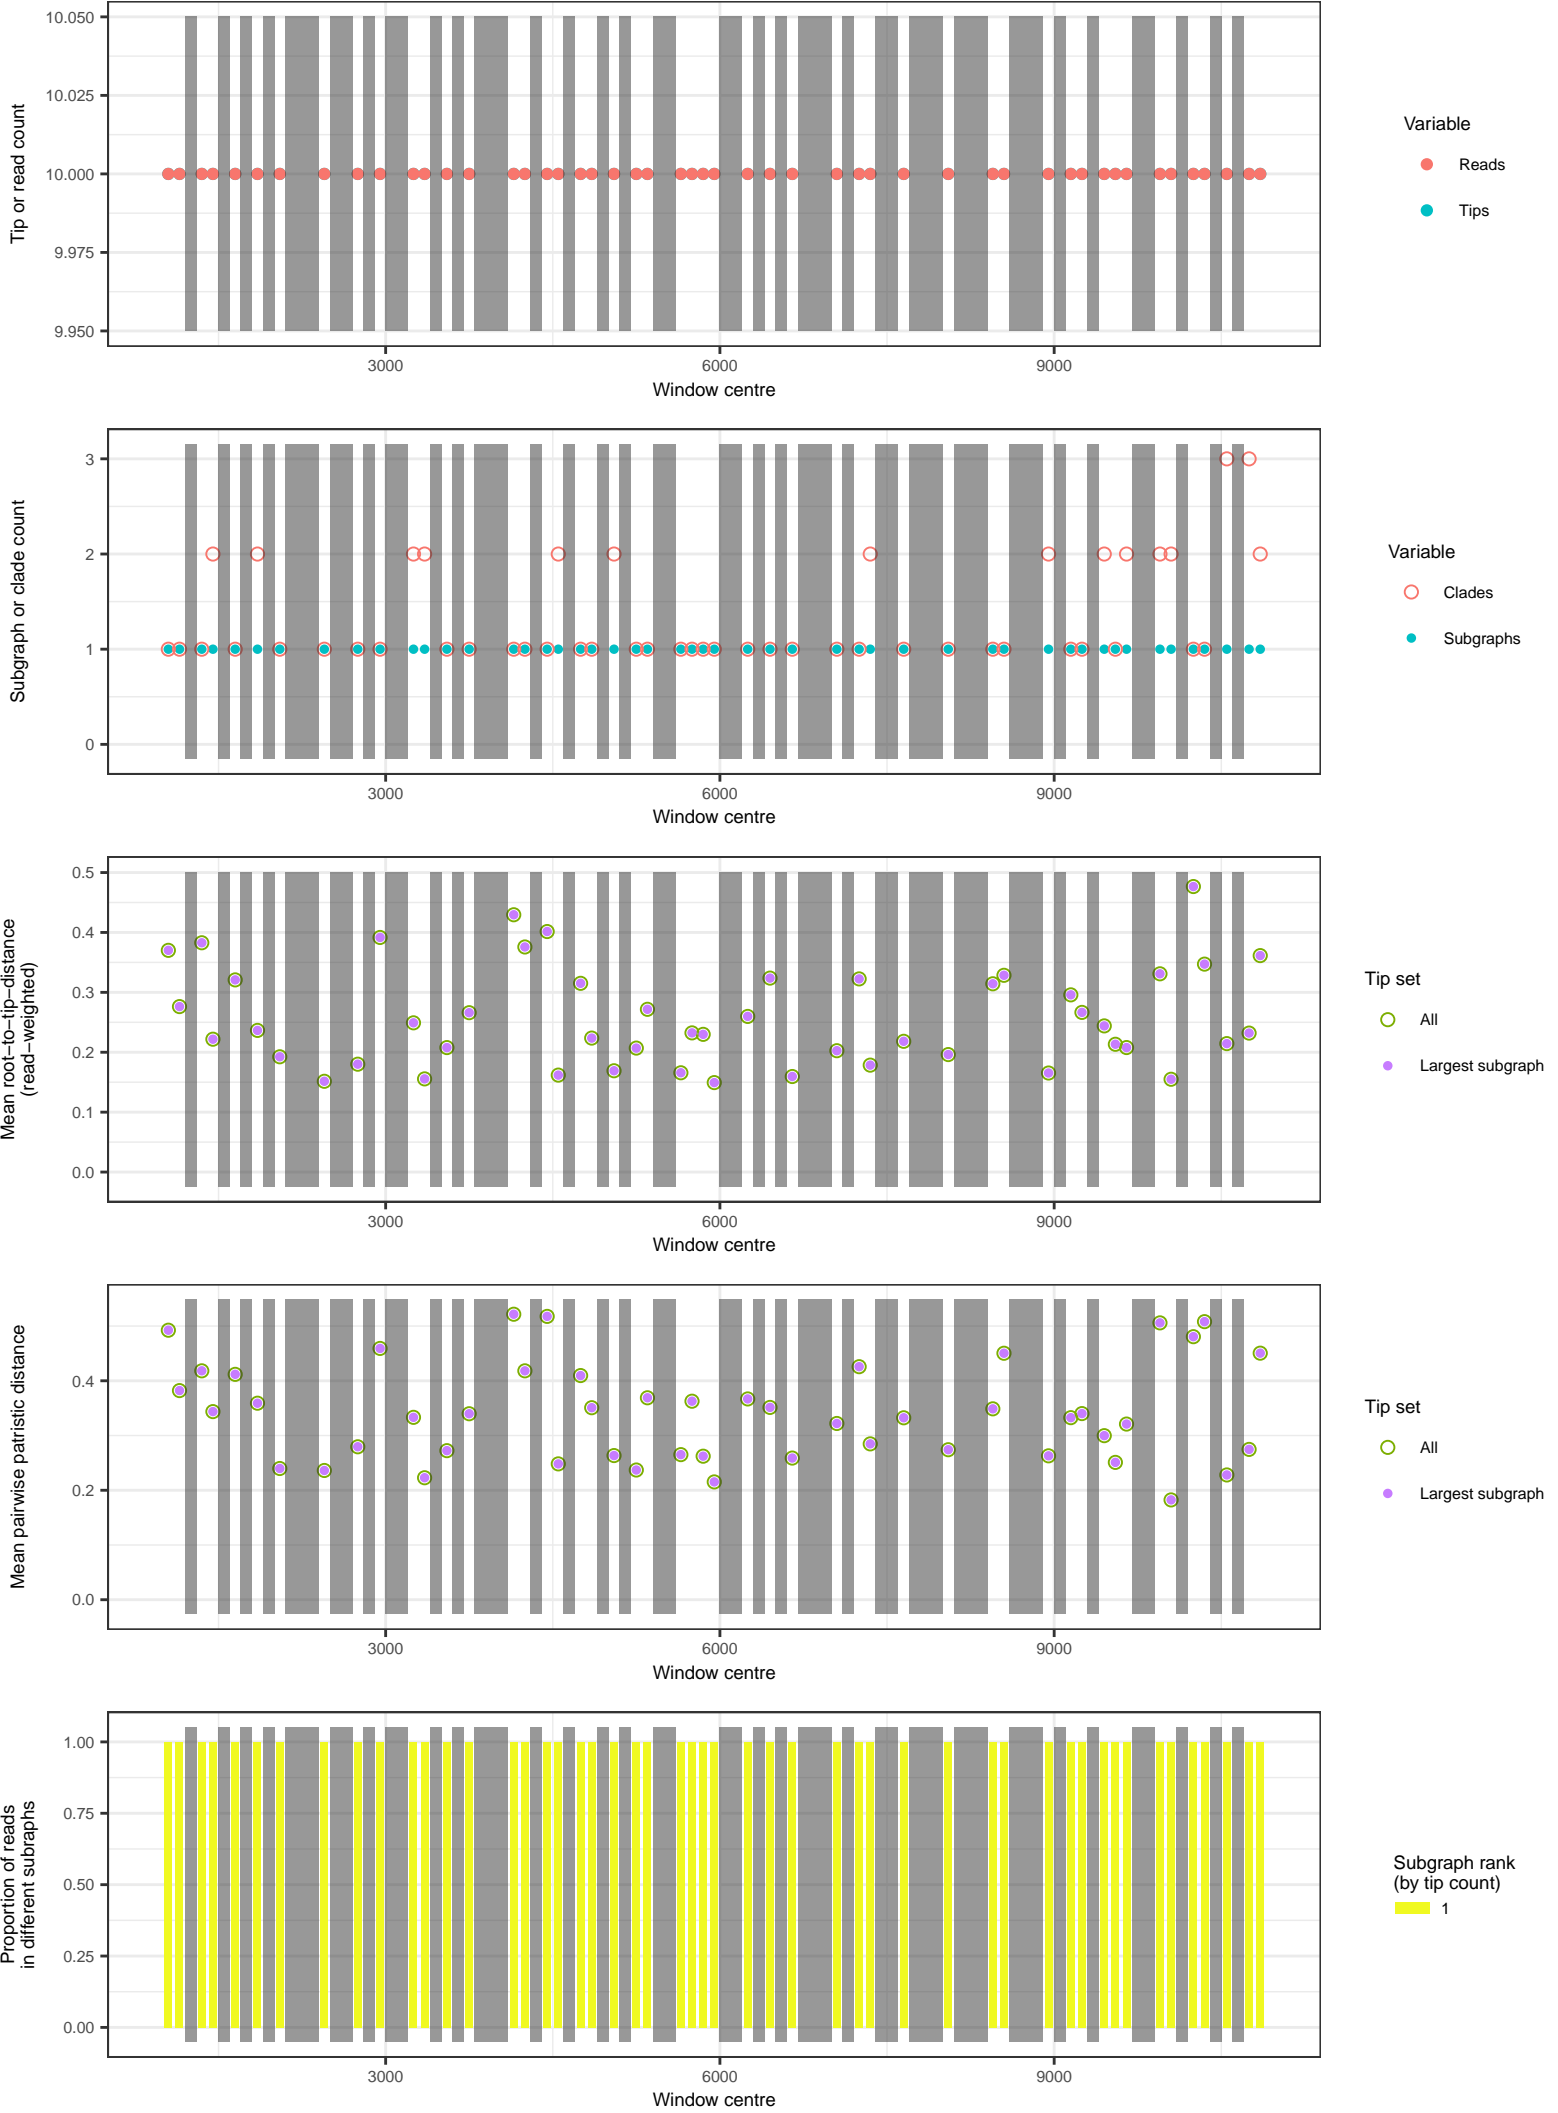 10.050
10.025
10.000
9.975
9.950
Tip or read count
3000
6000
9000
Window centre
Variable
Reads
Tips
3
2
1
0
Subgraph or clade count
3000
6000
9000
Window centre
Variable
Clades
Subgraphs
0.5
0.4
0.3
0.2
0.1
0.0
Mean root−to−tip−distance
(read−weighted)
3000
6000
9000
Window centre
Tip set
All
Largest subgraph
0.4
0.2
0.0
Mean pairwise patristic distance
3000
6000
9000
Window centre
Tip set
All
Largest subgraph
1.00
0.75
0.50
0.25
0.00
Proportion of reads
in different subraphs
3000
6000
9000
Window centre
Subgraph rank
(by tip count)
1